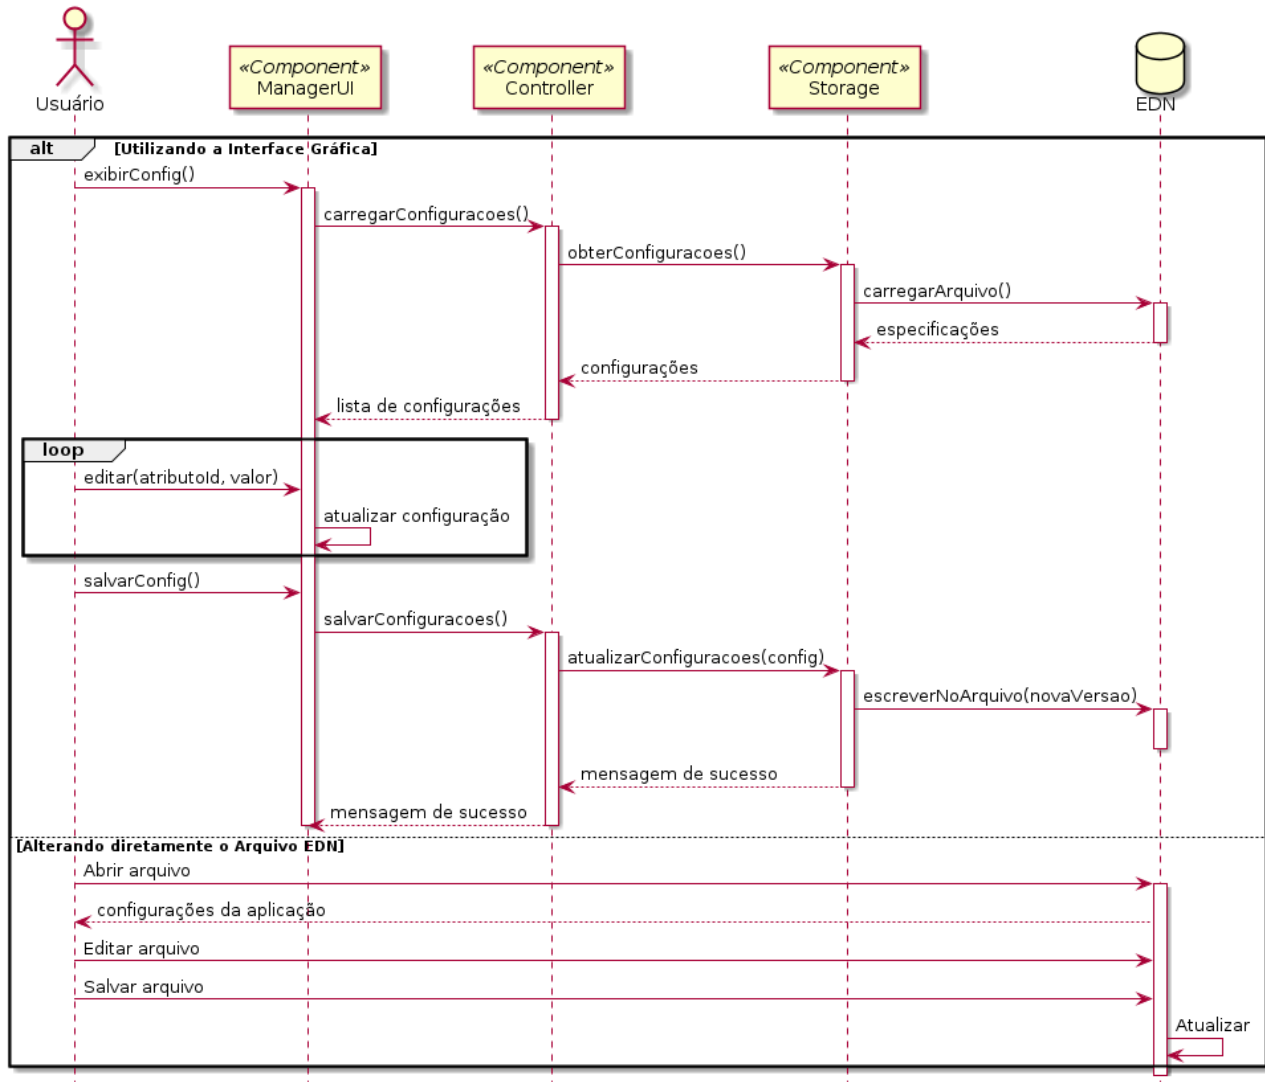 Usuário
«Component»
ManagerUI
«Component»
Controller
«Component»
Storage
EDN
alt
[Utilizando a Interface Gráfica]
exibirConfig()
carregarConfiguracoes()
obterConfiguracoes()
carregarArquivo()
especificações
configurações
lista de configurações
loop
editar(atributoId, valor)
atualizar configuração
salvarConfig()
salvarConfiguracoes()
atualizarConfiguracoes(config)
escreverNoArquivo(novaVersao)
mensagem de sucesso
mensagem de sucesso
[Alterando diretamente o Arquivo EDN]
Abrir arquivo
configurações da aplicação
Editar arquivo
Salvar arquivo
Atualizar